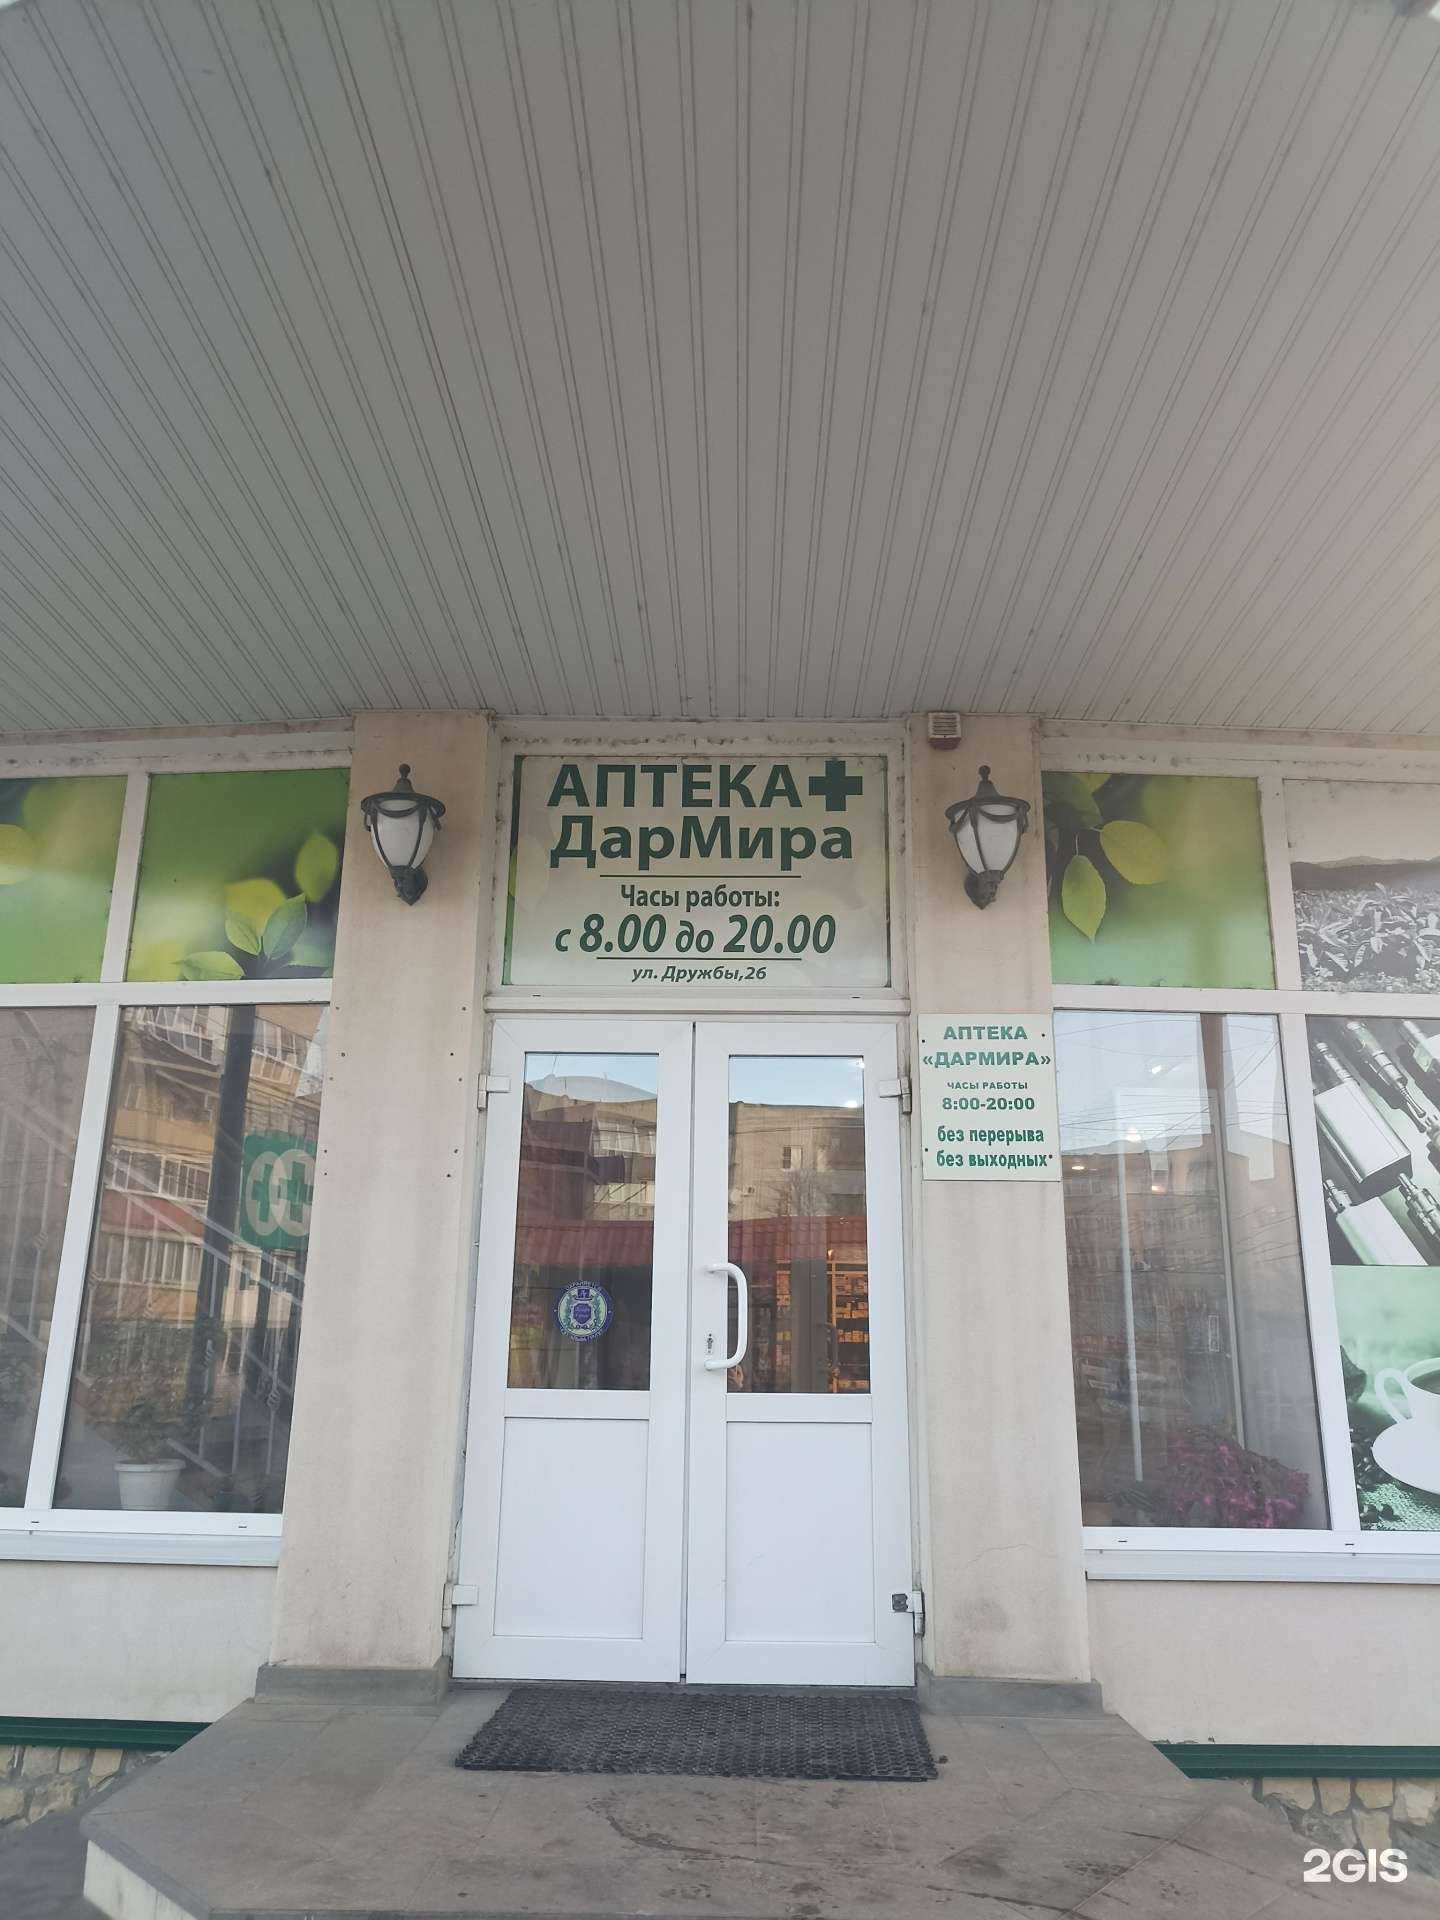 АПТЕКА
ДарМира
Часы работы:
с 8.00 до 20.00
ул. Дружбы,26
АПТЕКА
«ДАРМИРА»
ЧАСЫ РАБОТЫ
8:00-20:00
без перерыва
без выходных
2GIS